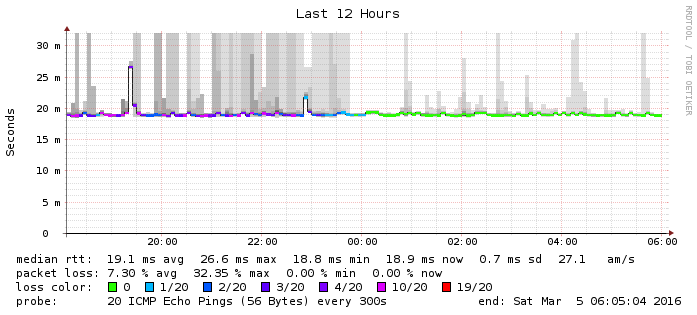 Last 12 Hours
RRDTOOL / TOBI OETIKER
Seconds
30 m
25 m
20 m
15 m
10 m
5 m
0
20:00 22:00 00:00 02:00 04:00 06:00
median rtt: 19.1 ms avg 26.6 ms max 18.8 ms min 18.9 ms now 0.7 ms sd 27.1 am/s
packet loss: 7.30 % avg 32.35 % max 0.00 % min 0.00 % now
loss color: 0 1/20 2/20 3/20 4/20 10/20 19/20
probe: 20 ICMP Echo Pings (56 Bytes) every 300s end: Sat Mar 5 06:05:04 2016